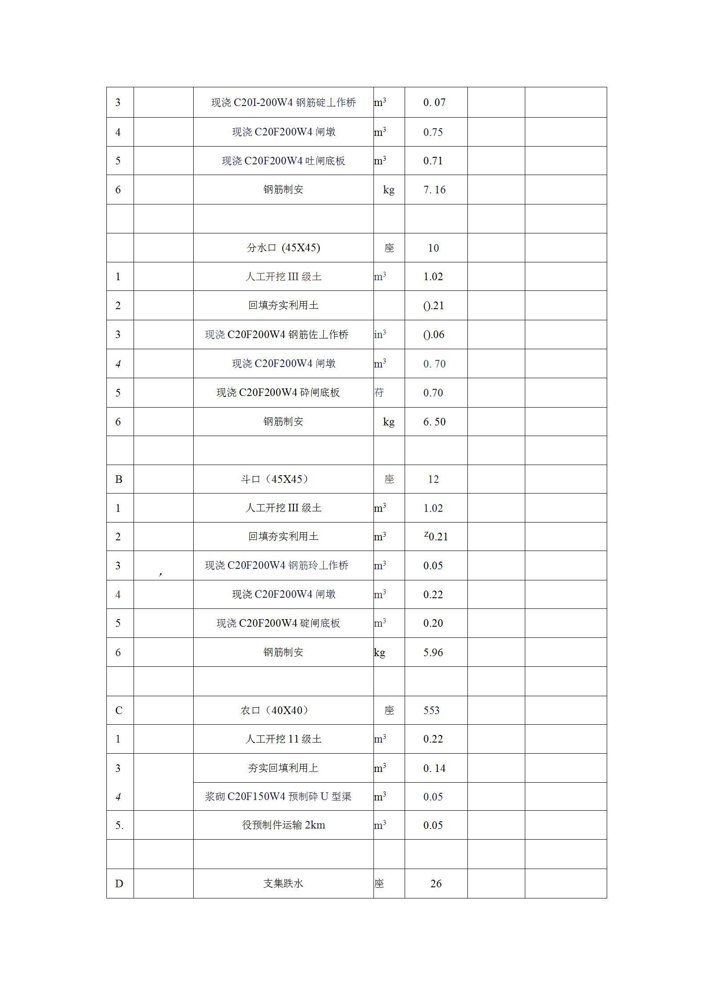 3 现浇 C20I-200W4 钢筋碇丄作桥 m³ 0. 07
4 现浇 C20F200W4 闸墩 m³ 0.75
5 现浇 C20F200W4 吐闸底板 m³ 0.71
6 钢筋制安 kg 7. 16
分水口 (45X45) 座 10
1 人工开挖 III 级土 m³ 1.02
2 回填夯实利用土 ().21
3 现浇 C20F200W4 钢筋佐丄作桥 in³ ().06
4 现浇 C20F200W4 闸墩 m³ 0. 70
5 现浇 C20F200W4 砕闸底板 苻 0.70
6 钢筋制安 kg 6. 50
B 斗口（45X45） 座 12
1 人工开挖 III 级土 m³ 1.02
2 回填夯实利用土 m³ ᶻ0.21
3 , 现浇 C20F200W4 钢筋玲丄作桥 m³ 0.05
4 现浇 C20F200W4 闸墩 m³ 0.22
5 现浇 C20F200W4 碇闸底板 m³ 0.20
6 钢筋制安 kg 5.96
C 农口（40X40） 座 553
1 人工开挖 11 级土 m³ 0.22
3 夯实回填利用上 m³ 0. 14
4 浆砌 C20F150W4 预制砕 U 型渠 m³ 0.05
5. 役预制件运输 2km m³ 0.05
D 支集跌水 座 26